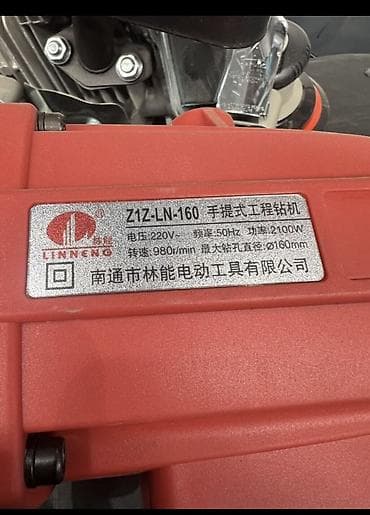 Z1Z-LN-160 手提式工程钻机
电压:220V~ 频率:50Hz 功率:2100W
转速:980r/min 最大钻孔直径:Ø160mm
®
林能
LINNENG
南通市林能电动工具有限公司